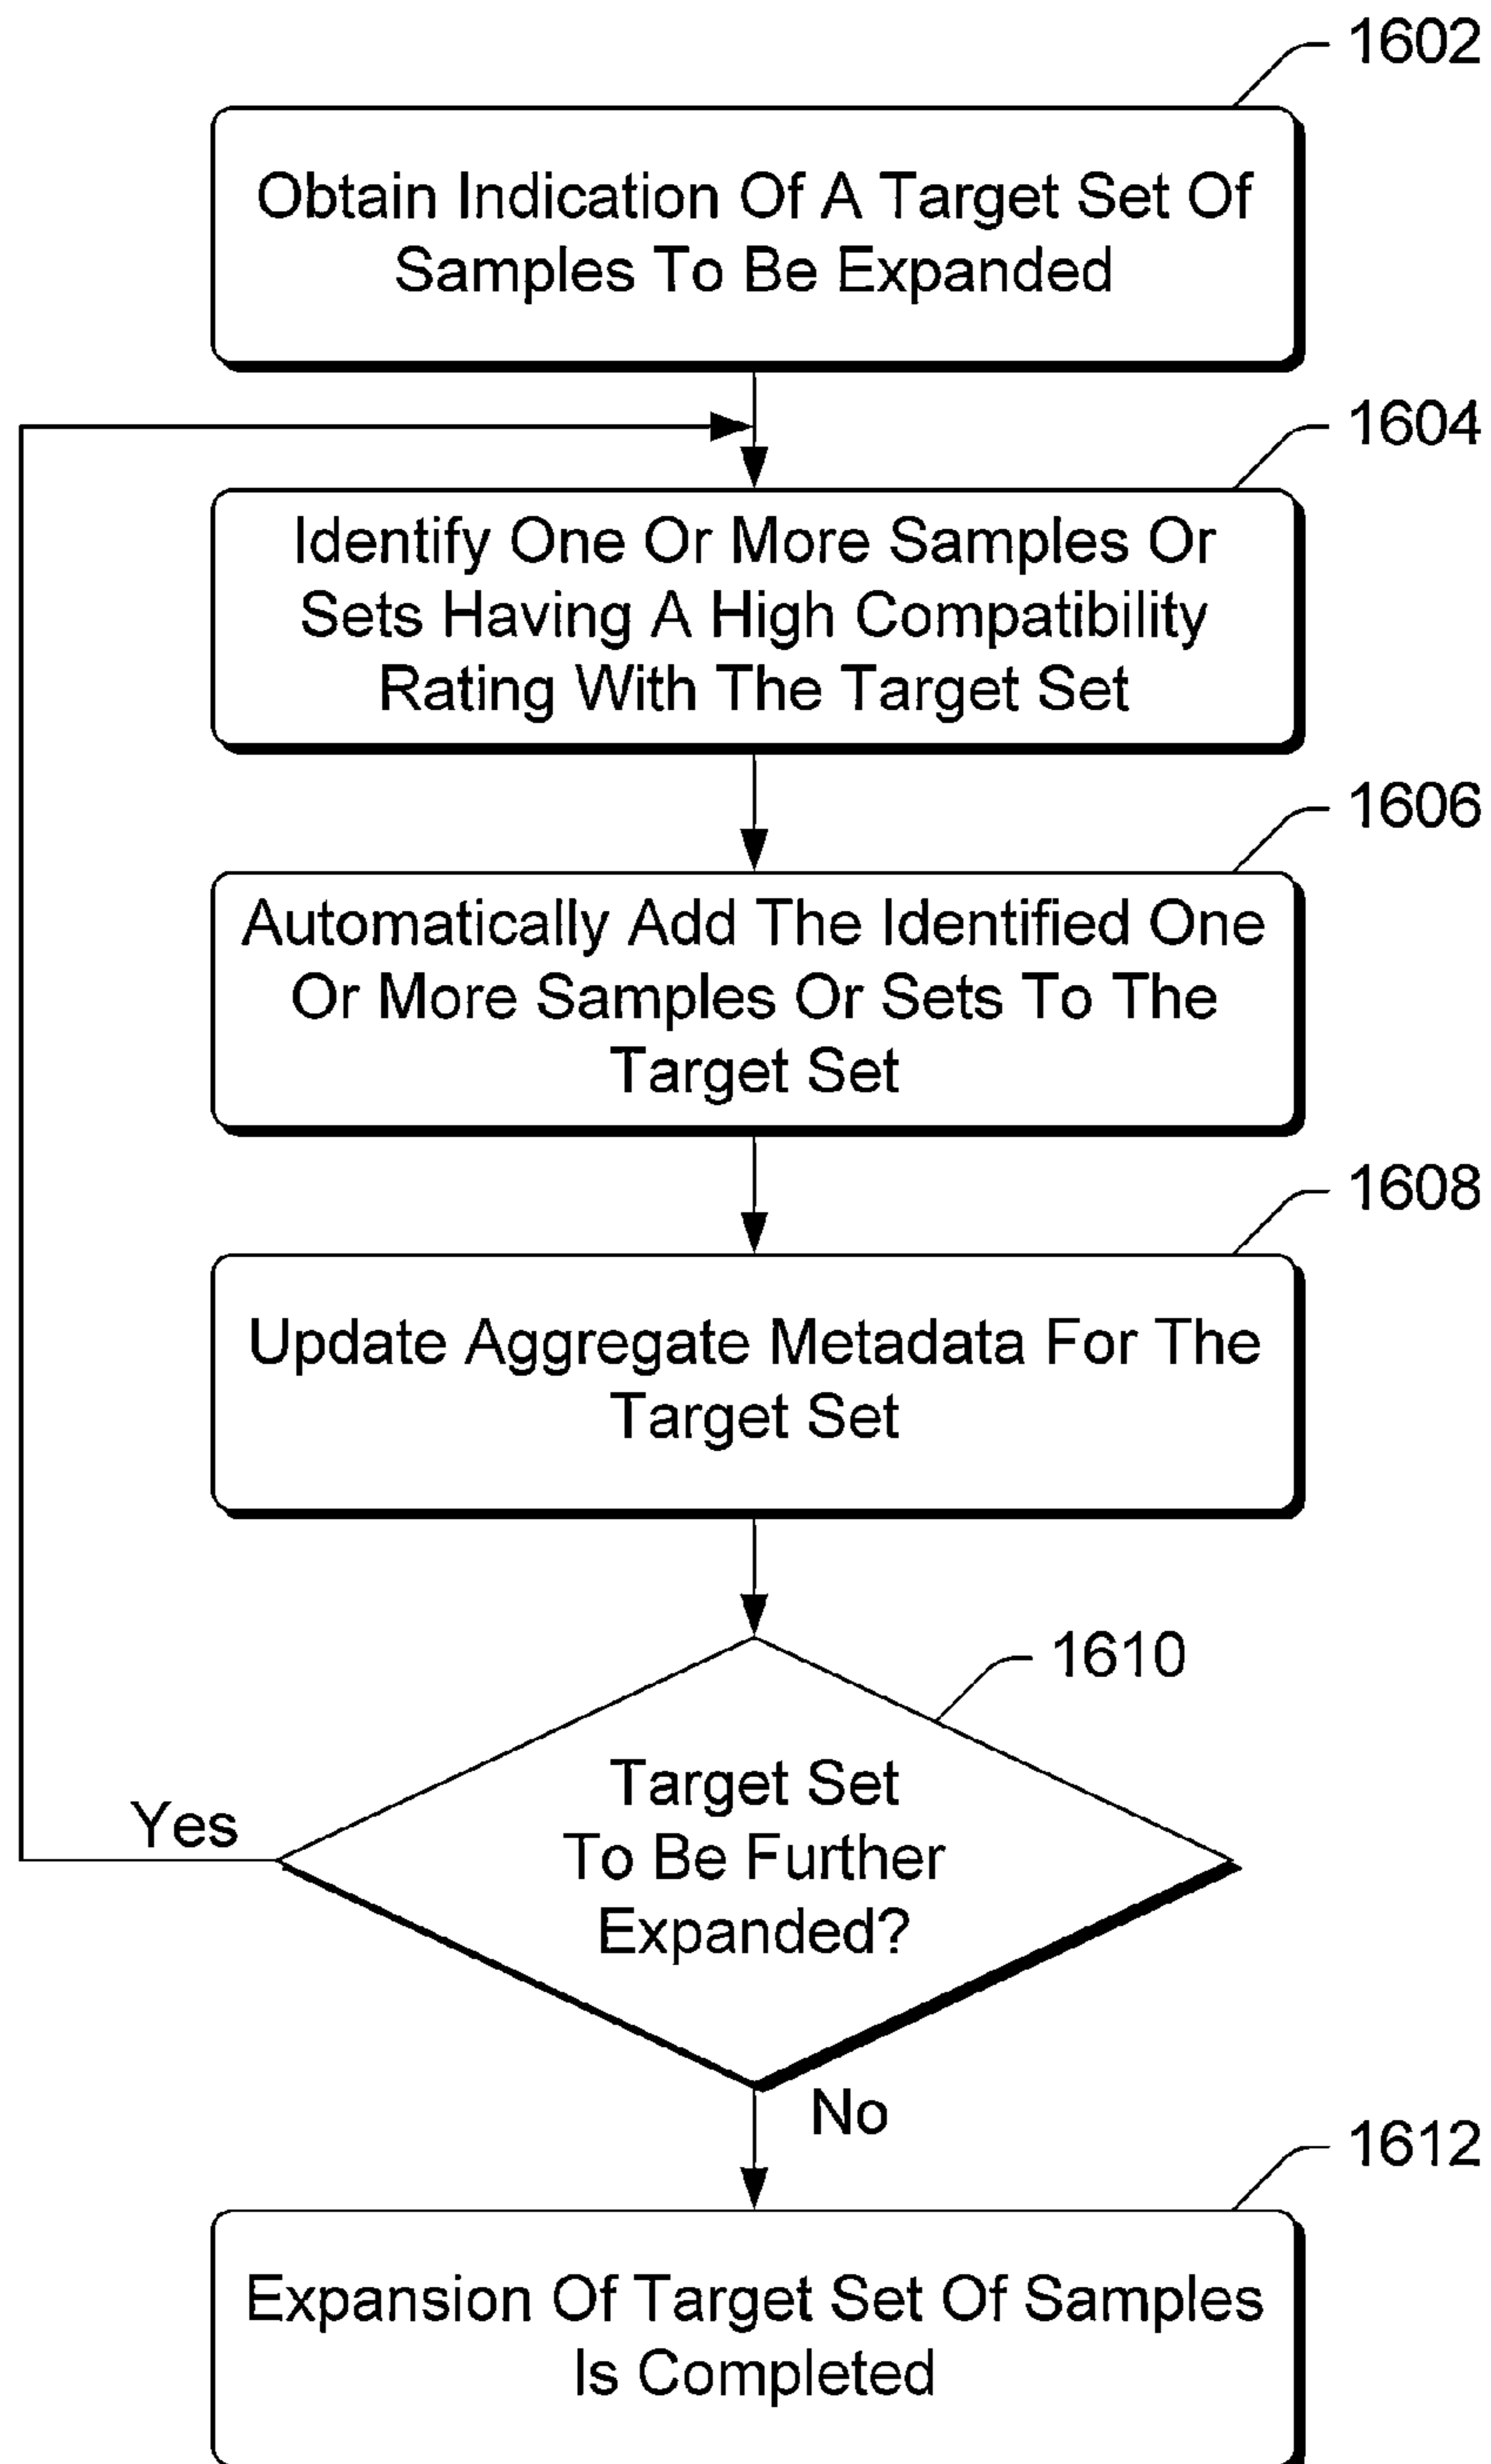 1602
Obtain Indication Of A Target Set Of
Samples To Be Expanded
1604
Identify One Or More Samples Or
Sets Having A High Compatibility
Rating With The Target Set
1606
Automatically Add The Identified One
Or More Samples Or Sets To The
Target Set
1608
Update Aggregate Metadata For The
Target Set
1610
Target Set
To Be Further
Expanded?
Yes
No
1612
Expansion Of Target Set Of Samples
Is Completed